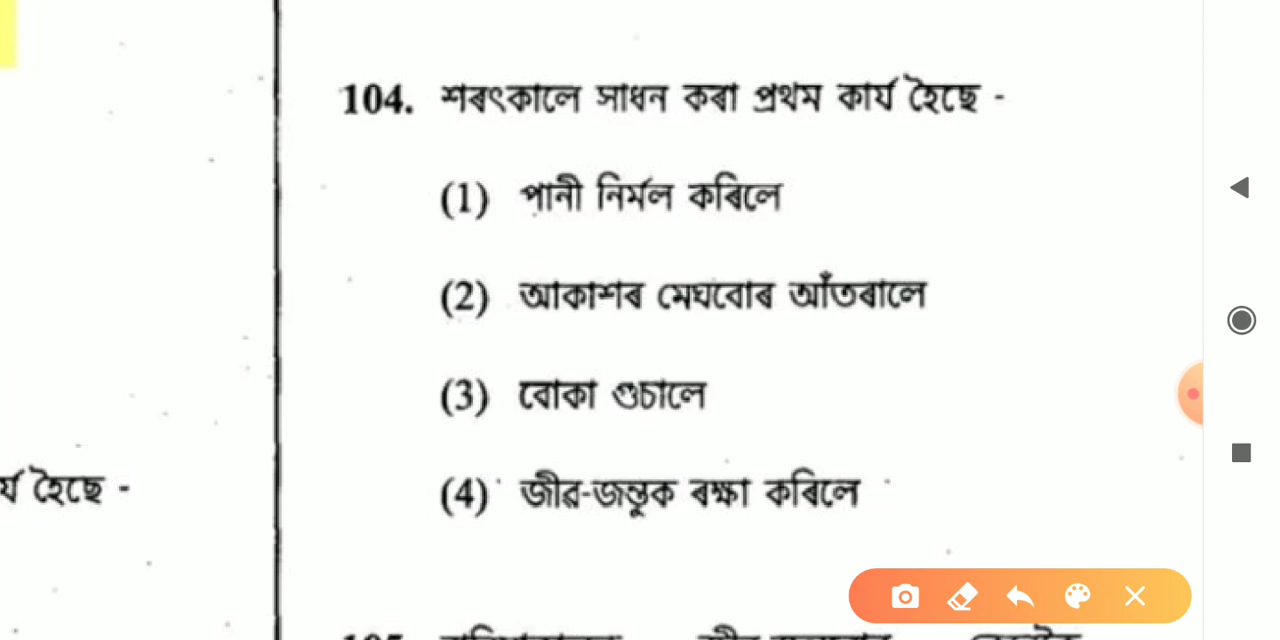 104. শৰৎকালে সাধন কৰা প্ৰথম কাৰ্য হৈছে -
(1) পানী নিৰ্মল কৰিলে
(2) আকাশৰ মেঘবোৰ আঁতৰালে
(3) বোকা গুচালে
(4) জীৱ-জন্তুক ৰক্ষা কৰিলে
ৰ্য হৈছে -